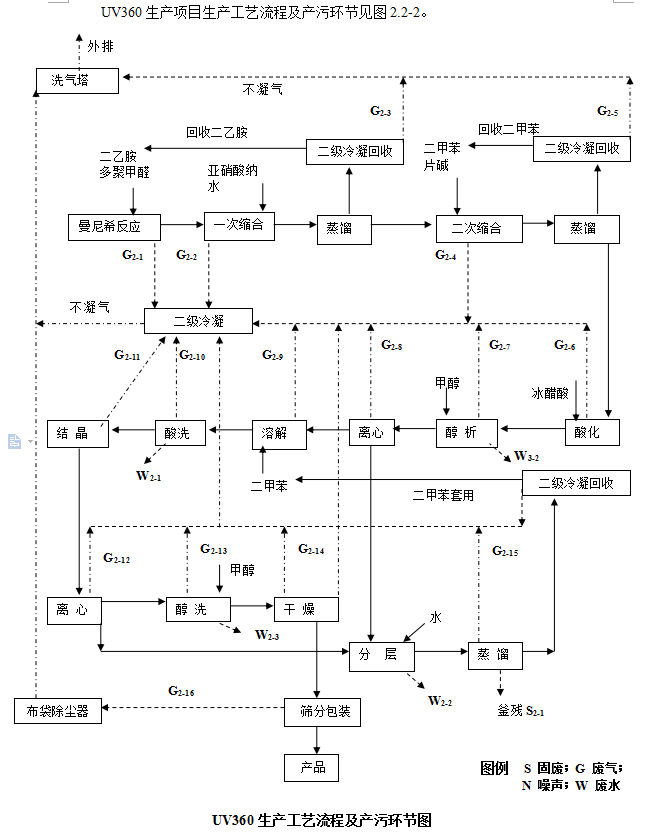 UV360 生产项目生产工艺流程及产污环节见图 2.2-2。
外排
洗气塔
不凝气
G2-3
G2-5
回收二乙胺
二级冷凝回收
回收二甲苯
二级冷凝回收
二乙胺
多聚甲醛
亚硝酸纳
水
二甲苯
片碱
曼尼希反应
一次缩合
蒸馏
二次缩合
蒸馏
G2-1
G2-2
G2-4
不凝气
二级冷凝
G2-11
G2-10
G2-9
G2-8
G2-7
G2-6
甲醇
冰醋酸
结 晶
酸洗
溶解
离心
醇 析
酸化
W2-1
W3-2
二甲苯
二甲苯套用
二级冷凝回收
G2-12
G2-13
G2-14
G2-15
甲醇
离 心
醇 洗
干 燥
水
W2-3
分 层
蒸 馏
W2-2
釜残 S2-1
G2-16
布袋除尘器
筛分包装
产品
图例 S 固废；G 废气；
N 噪声；W 废水
UV360 生产工艺流程及产污环节图